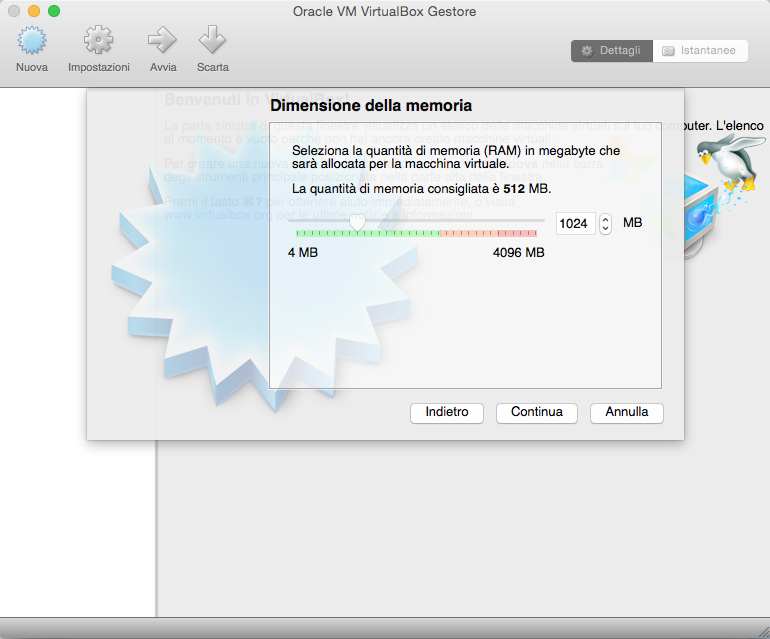 Oracle VM VirtualBox Gestore
Nuova Impostazioni Avvia Scarta
Dettagli Istantanee
Benvenuti in VirtualBox!
Dimensione della memoria
La parte sinistra di questa finestra visualizza un elenco delle macchine virtuali sul tuo computer. L'elenco
al momento è vuoto perché non hai ancora creato macchine virtuali.
Seleziona la quantità di memoria (RAM) in megabyte che
sarà allocata per la macchina virtuale.
Per creare una nuova nuova nella barra
degli strumenti principale posizionata nella parte alta della finestra.
La quantità di memoria consigliata è 512 MB.
Premi il tasto ⌘? per ottenere aiuto immediatamente, o visita
www.virtualbox.org per le ultime notizie e informazioni.
1024 MB
4 MB 4096 MB
Indietro Continua Annulla